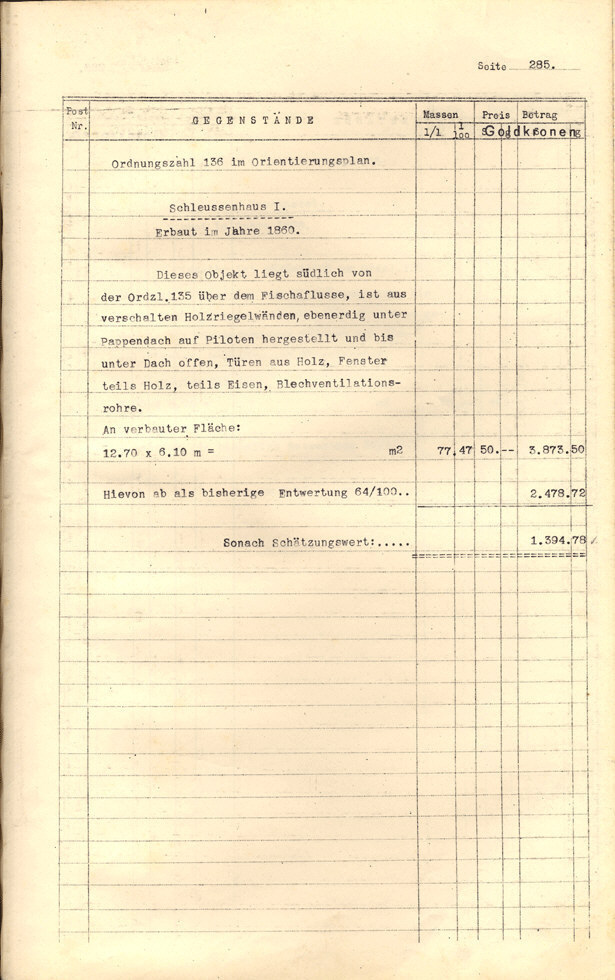 Seite 285.
Post Nr. GEGENSTÄNDE Massen Preis Betrag
1/1 1/100 Goldkronen
Ordnungszahl 136 im Orientierungsplan.
Schleussenhaus I.
Erbaut im Jahre 1860.
Dieses Objekt liegt südlich von
der Ordzl.135 über dem Fischaflusse, ist aus
verschalten Holzriegelwänden, ebenerdig unter
Pappendach auf Piloten hergestellt und bis
unter Dach offen, Türen aus Holz, Fenster
teils Holz, teils Eisen, Blechventilations-
rohre.
An verbauter Fläche:
12.70 x 6.10 m = m2 77.47 50.-- 3.873.50
Hievon ab als bisherige Entwertung 64/100.. 2.478.72
Sonach Schätzungswert:..... 1.394.78